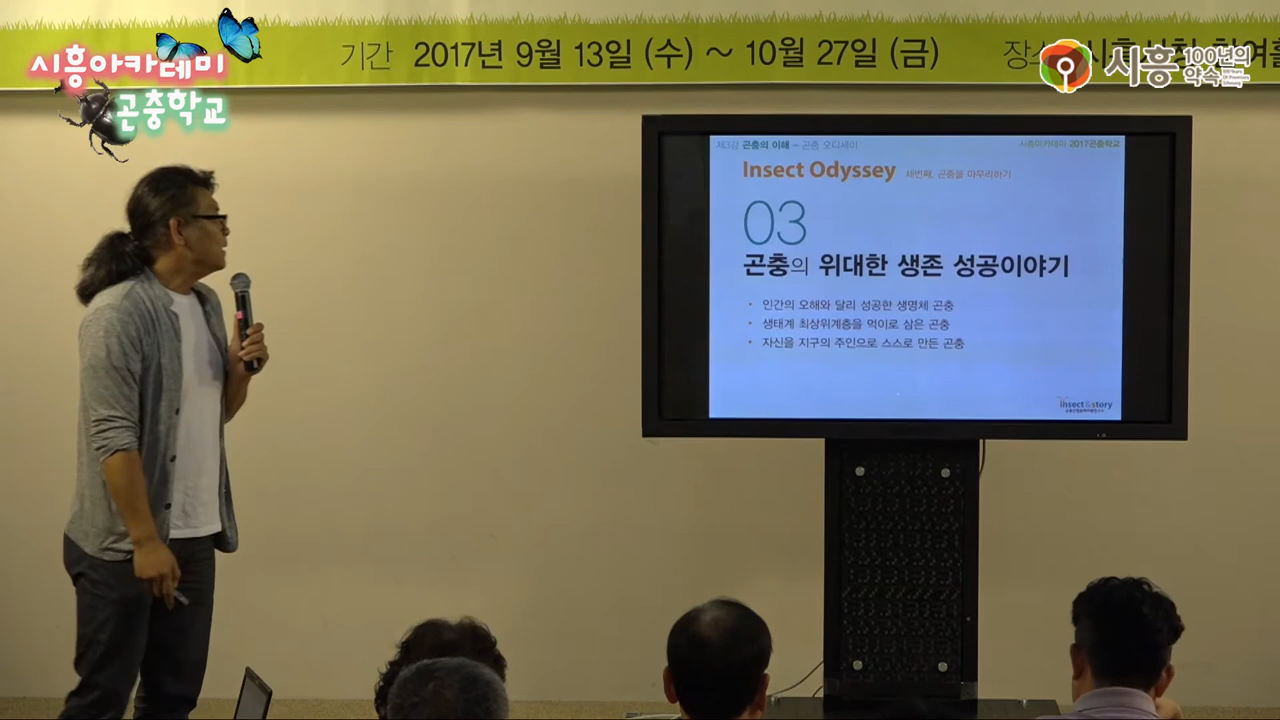 시흥아카데미
곤충학교
기간 2017년 9월 13일 (수) ~ 10월 27일 (금)
장소
시흥 100년의 약속
제3강 곤충의 이해 - 곤충 오디세이
시흥아카데미 2017곤충학교
Insect Odyssey 세번째, 곤충을 마무리하기
03
곤충의 위대한 생존 성공이야기
• 인간의 오해와 달리 성공한 생명체 곤충
• 생태계 최상위계층을 먹이로 삼은 곤충
• 자신을 지구의 주인으로 스스로 만든 곤충
insect&story